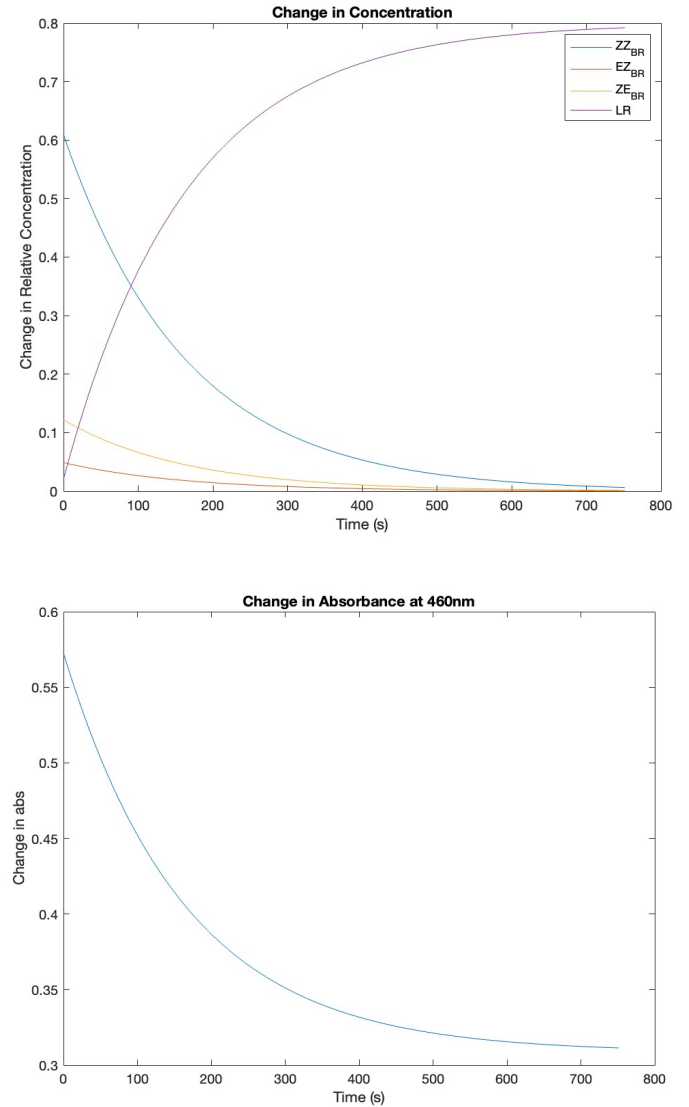 Change in Concentration
0.8
0.7
0.6
0.5
0.4
0.3
0.2
0.1
0
Change in Relative Concentration
ZZBR
EZBR
ZEBR
LR
0 100 200 300 400 500 600 700 800
Time (s)
Change in Absorbance at 460nm
0.6
0.55
0.5
0.45
0.4
0.35
0.3
Change in abs
0 100 200 300 400 500 600 700 800
Time (s)